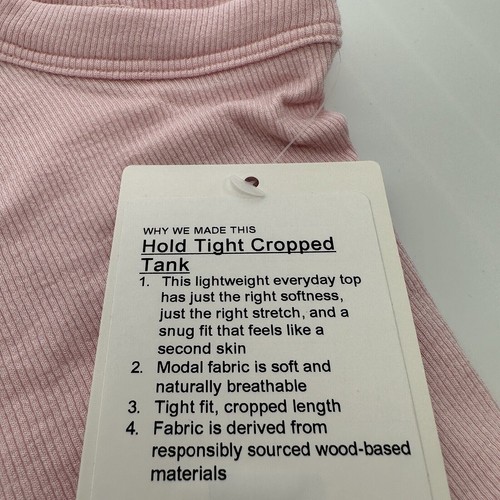 WHY WE MADE THIS
Hold Tight Cropped
Tank
1. This lightweight everyday top
has just the right softness,
just the right stretch, and a
snug fit that feels like a
second skin
2. Modal fabric is soft and
naturally breathable
3. Tight fit, cropped length
4. Fabric is derived from
responsibly sourced wood-based
materials